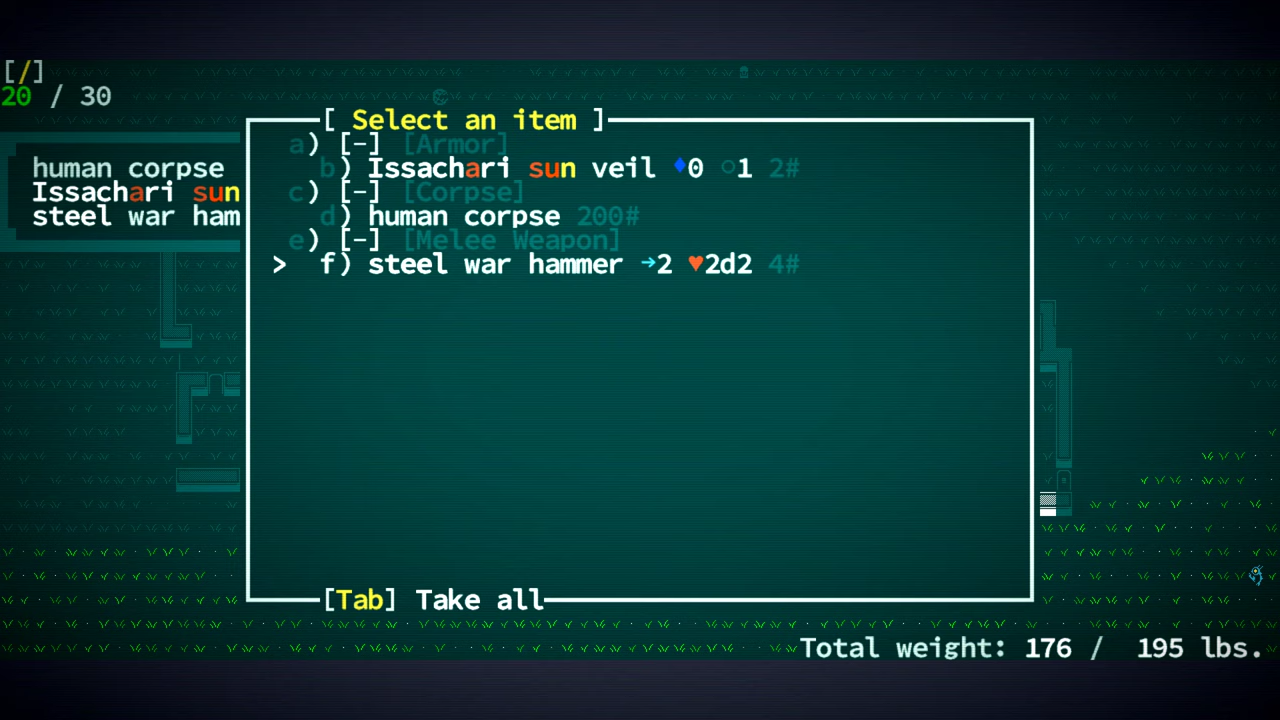 [/]
20 / 30
[ Select an item ]
a) [-] [Armor]
human corpse
b) Issachari sun veil ♦0 ○1 2#
Issachari sun
c) [-] [Corpse]
steel war ham
d) human corpse 200#
e) [-] [Melee Weapon]
> f) steel war hammer →2 ♥2d2 4#
[Tab] Take all
Total weight: 176 / 195 lbs.